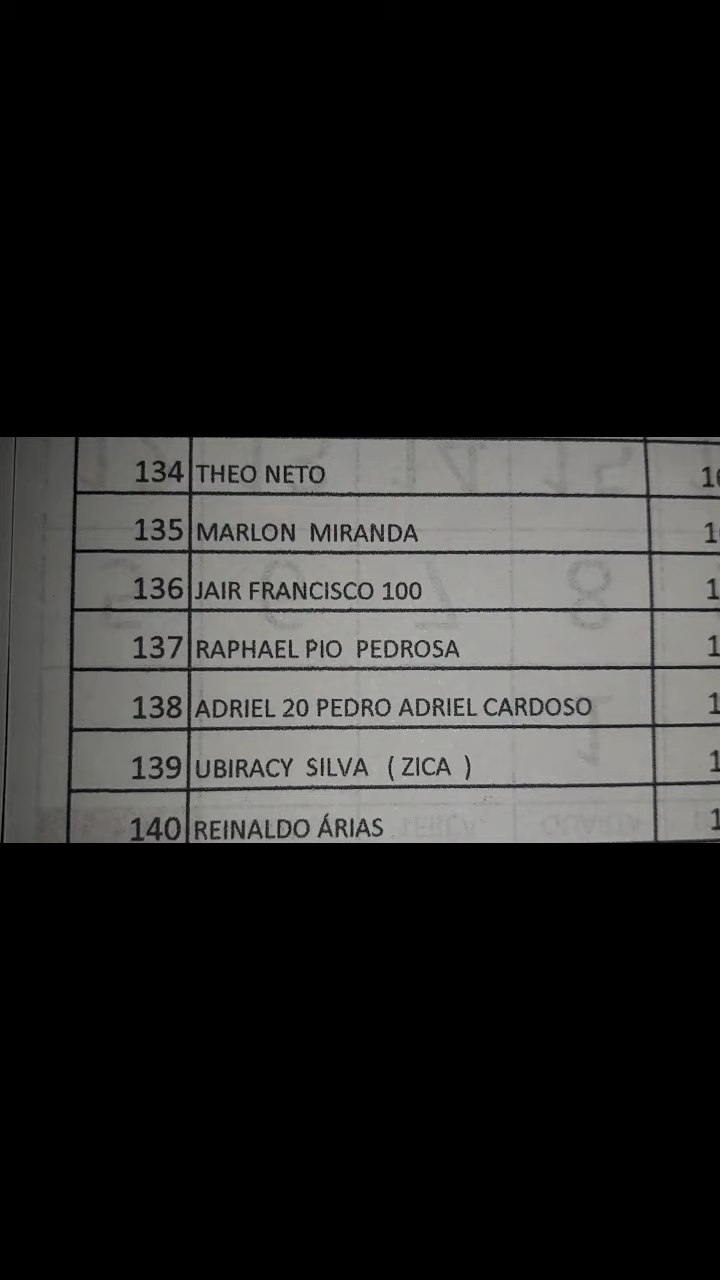 134 THEO NETO
135 MARLON MIRANDA
136 JAIR FRANCISCO 100
137 RAPHAEL PIO PEDROSA
138 ADRIEL 20 PEDRO ADRIEL CARDOSO
139 UBIRACY SILVA ( ZICA )
140 REINALDO ÁRIAS